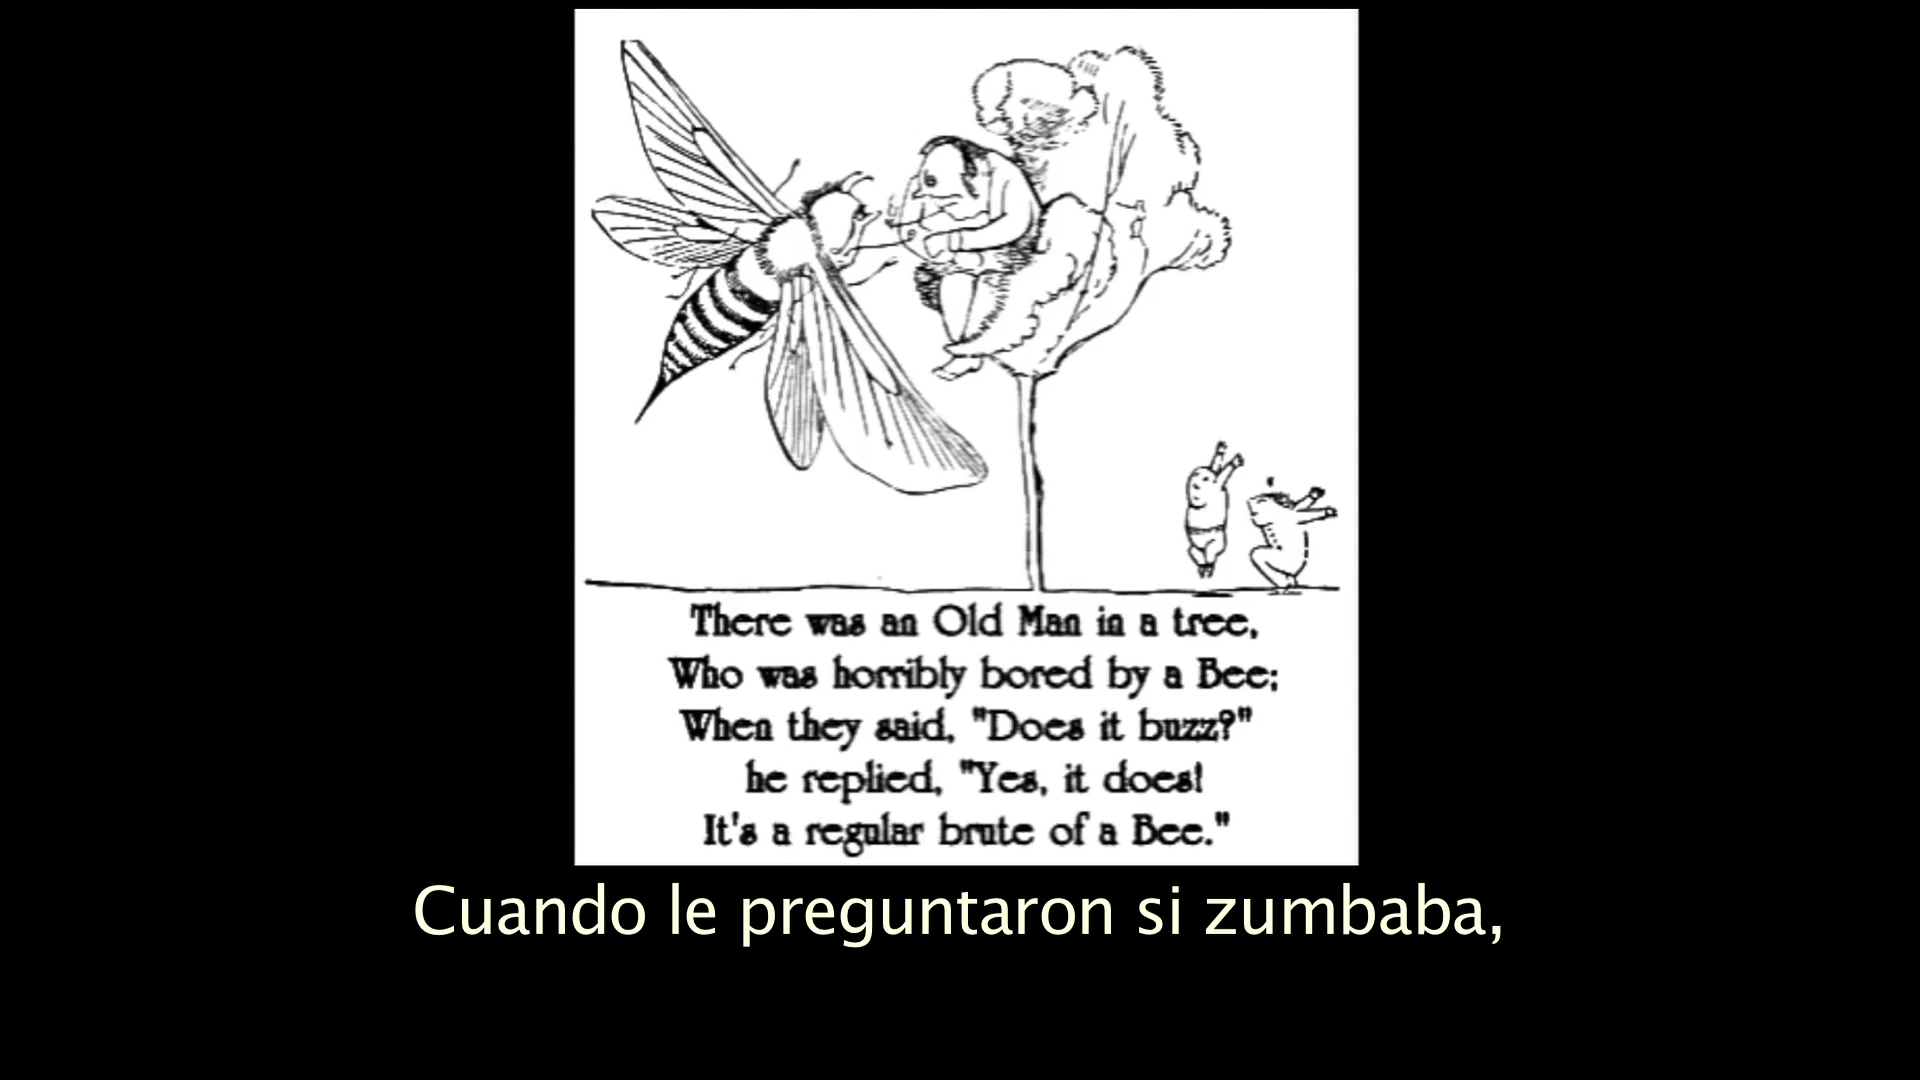 There was an Old Man in a tree,
Who was horribly bored by a Bee;
When they said, "Does it buzz?"
he replied, "Yes, it does!
It's a regular brute of a Bee."
Cuando le preguntaron si zumbaba,